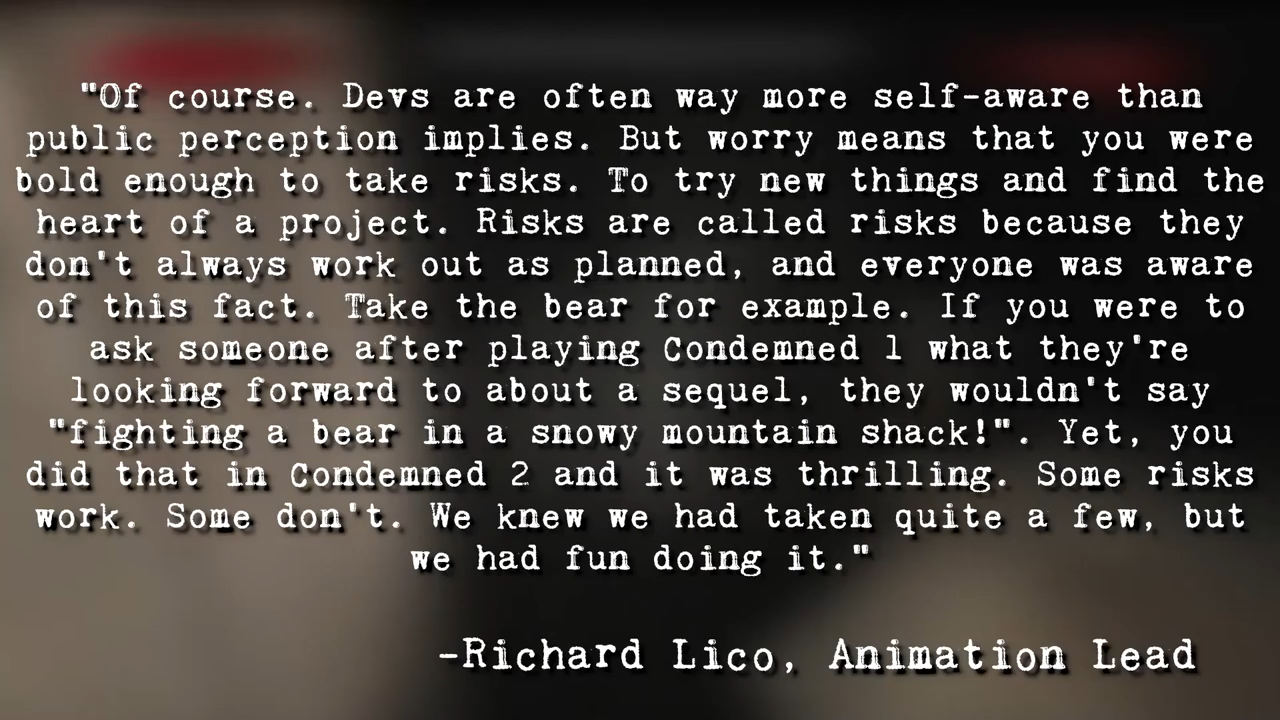 "Of course. Devs are often way more self-aware than
public perception implies. But worry means that you were
bold enough to take risks. To try new things and find the
heart of a project. Risks are called risks because they
don't always work out as planned, and everyone was aware
of this fact. Take the bear for example. If you were to
ask someone after playing Condemned 1 what they're
looking forward to about a sequel, they wouldn't say
"fighting a bear in a snowy mountain shack!". Yet, you
did that in Condemned 2 and it was thrilling. Some risks
work. Some don't. We knew we had taken quite a few, but
we had fun doing it."
-Richard Lico, Animation Lead